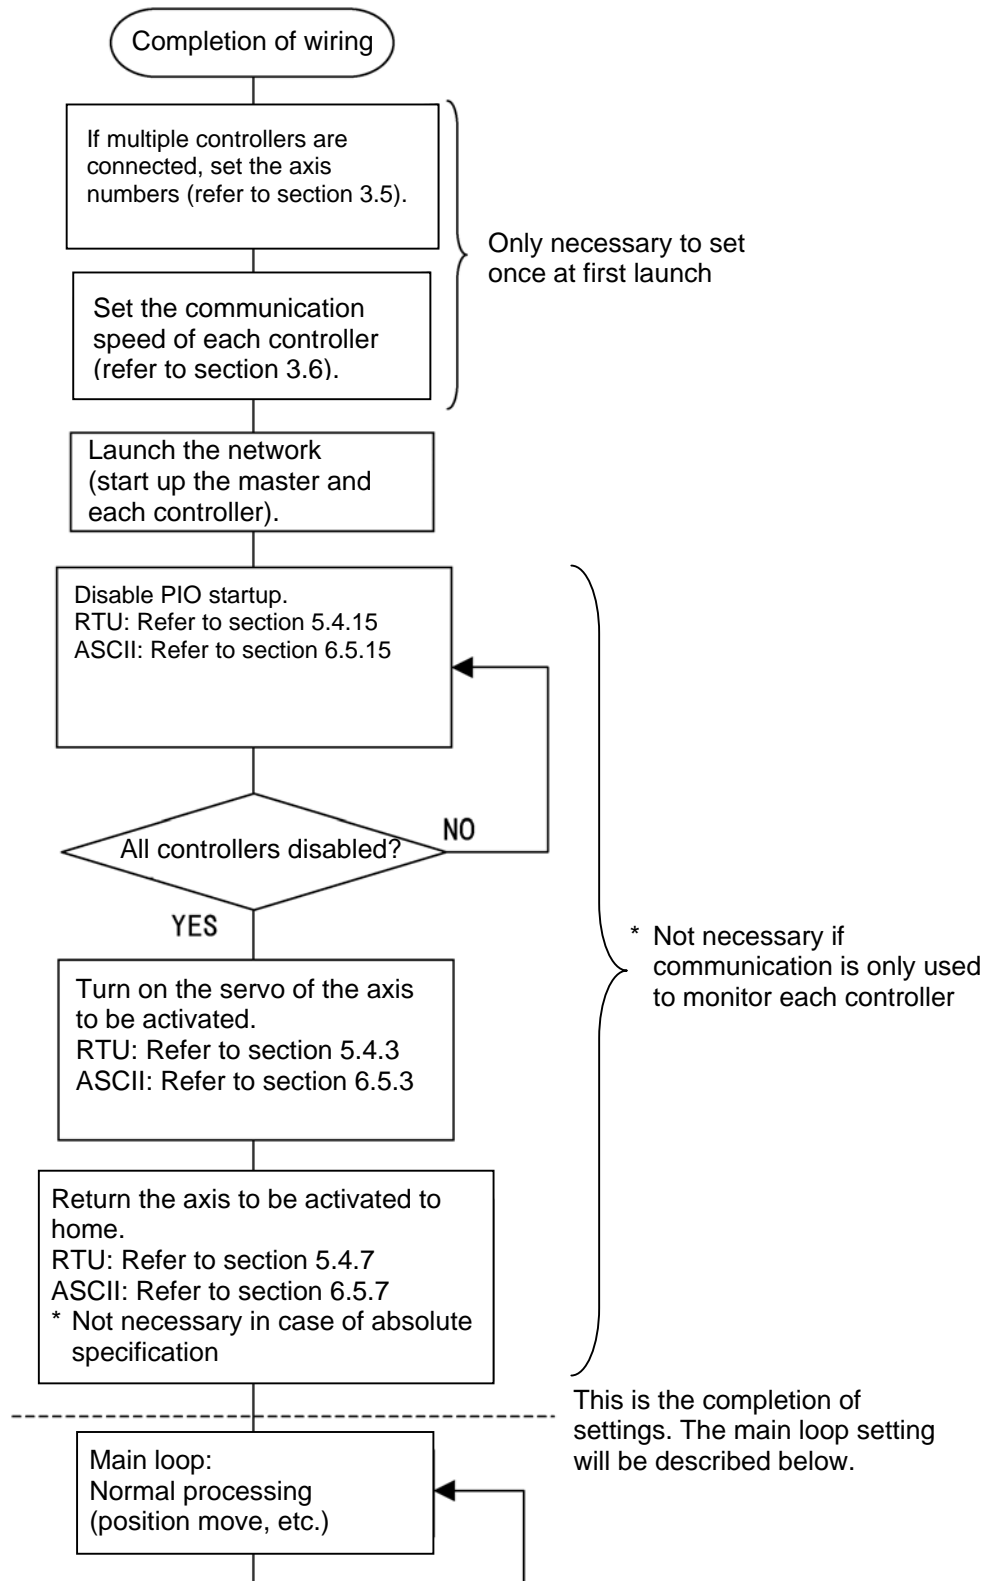 Completion of wiring
If multiple controllers are
connected, set the axis
numbers (refer to section 3.5).
Only necessary to set
once at first launch
Set the communication
speed of each controller
(refer to section 3.6).
Launch the network
(start up the master and
each controller).
Disable PIO startup.
RTU: Refer to section 5.4.15
ASCII: Refer to section 6.5.15
All controllers disabled?
NO
YES
* Not necessary if
communication is only used
to monitor each controller
Turn on the servo of the axis
to be activated.
RTU: Refer to section 5.4.3
ASCII: Refer to section 6.5.3
Return the axis to be activated to
home.
RTU: Refer to section 5.4.7
ASCII: Refer to section 6.5.7
* Not necessary in case of absolute
specification
This is the completion of
settings. The main loop setting
will be described below.
Main loop:
Normal processing
(position move, etc.)